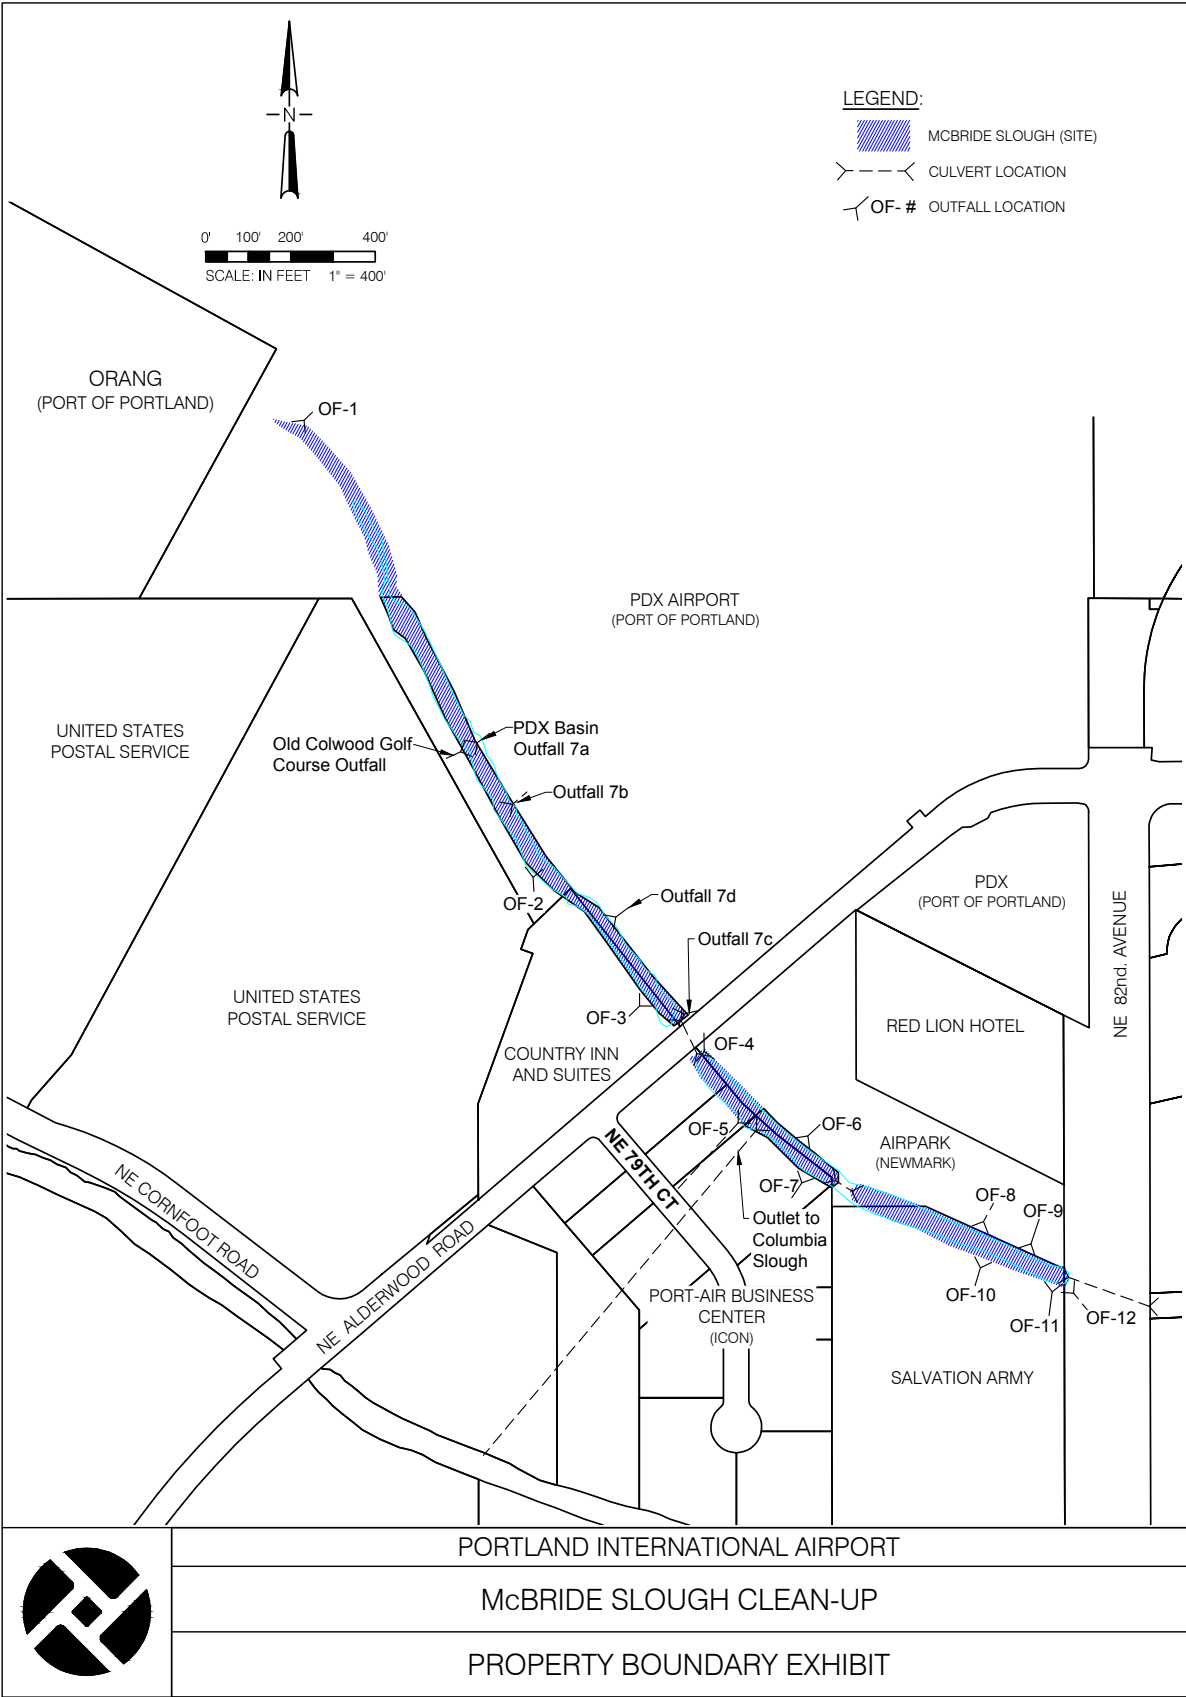 N
LEGEND:
MCBRIDE SLOUGH (SITE)
CULVERT LOCATION
OF- # OUTFALL LOCATION
0' 100' 200' 400'
SCALE: IN FEET 1" = 400'
ORANG
(PORT OF PORTLAND)
OF-1
PDX AIRPORT
(PORT OF PORTLAND)
UNITED STATES
POSTAL SERVICE
Old Colwood Golf
Course Outfall
PDX Basin
Outfall 7a
Outfall 7b
OF-2
Outfall 7d
Outfall 7c
PDX
(PORT OF PORTLAND)
NE 82nd. AVENUE
UNITED STATES
POSTAL SERVICE
OF-3
RED LION HOTEL
OF-4
COUNTRY INN
AND SUITES
OF-5
OF-6
NE 79TH CT
AIRPARK
(NEWMARK)
OF-7
OF-8
OF-9
Outlet to
Columbia
Slough
NE CORNFOOT ROAD
NE ALDERWOOD ROAD
OF-10
OF-11
OF-12
PORT-AIR BUSINESS
CENTER
(ICON)
SALVATION ARMY
PORTLAND INTERNATIONAL AIRPORT
McBRIDE SLOUGH CLEAN-UP
PROPERTY BOUNDARY EXHIBIT